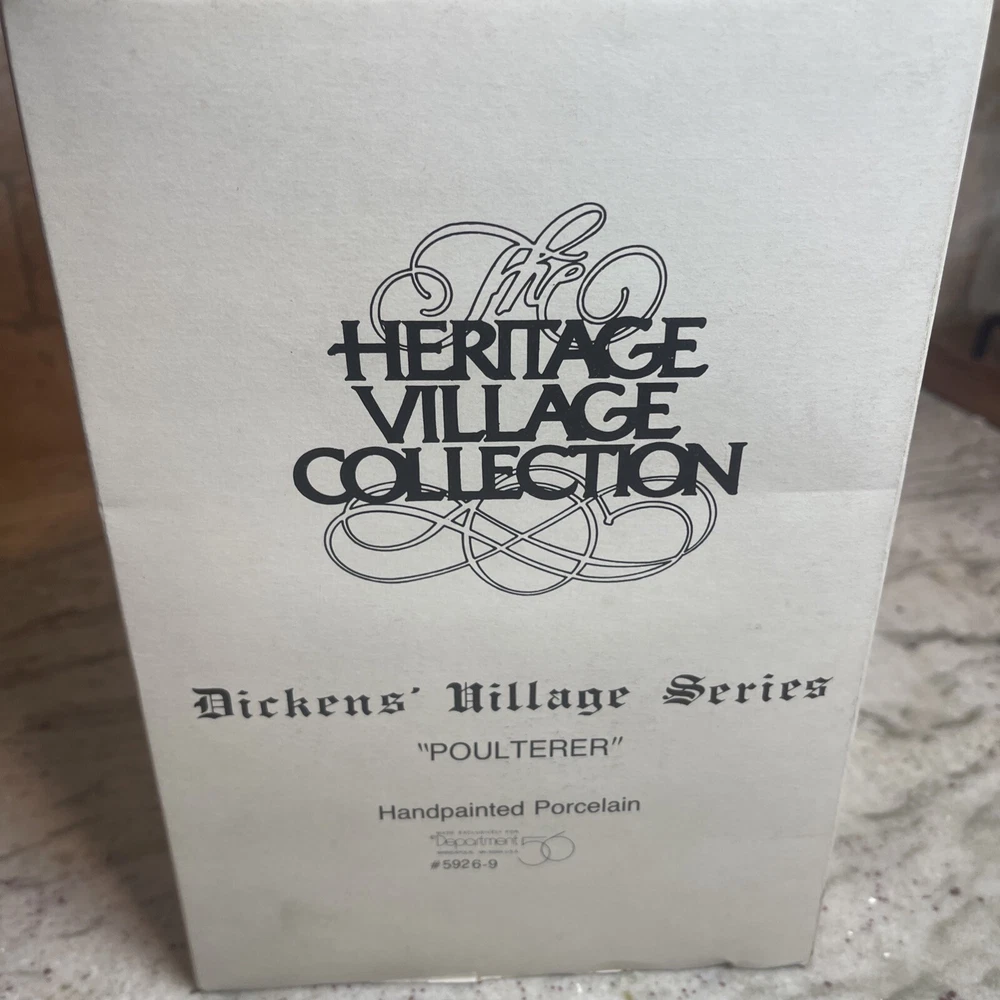 The
HERITAGE
VILLAGE
COLLECTION
Dickens' Village Series
"POULTERER"
Handpainted Porcelain
Department 56
#5926-9